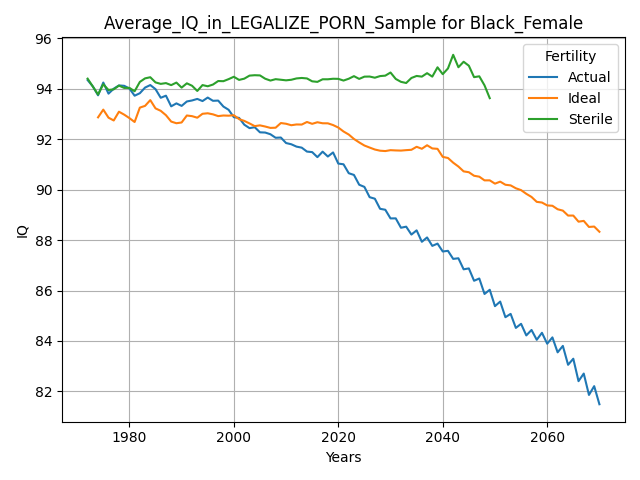 Average_IQ_in_LEGALIZE_PORN_Sample for Black_Female
IQ
96
94
92
90
88
86
84
82
Fertility
Actual
Ideal
Sterile
1980
2000
2020
2040
2060
Years